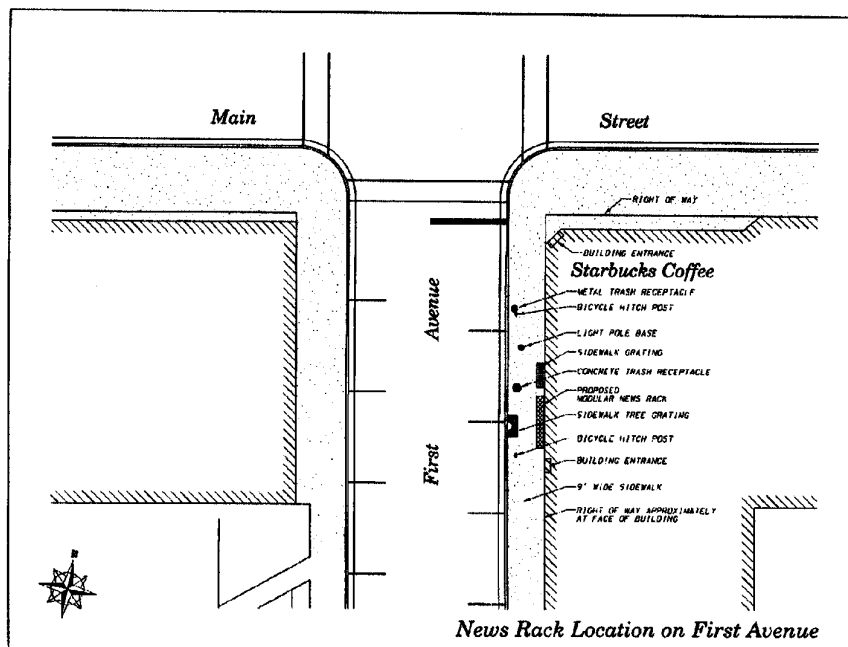 Main
Street
RIGHT OF WAY
BUILDING ENTRANCE
Starbucks Coffee
METAL TRASH RECEPTACLE
BICYCLE HITCH POST
Avenue
LIGHT POLE BASE
SIDEWALK GRATING
CONCRETE TRASH RECEPTACLE
PROPOSED
MODULAR NEWS RACK
SIDEWALK TREE GRATING
First
BICYCLE HITCH POST
BUILDING ENTRANCE
9' WIDE SIDEWALK
RIGHT OF WAY APPROXIMATELY
AT FACE OF BUILDING
N
News Rack Location on First Avenue